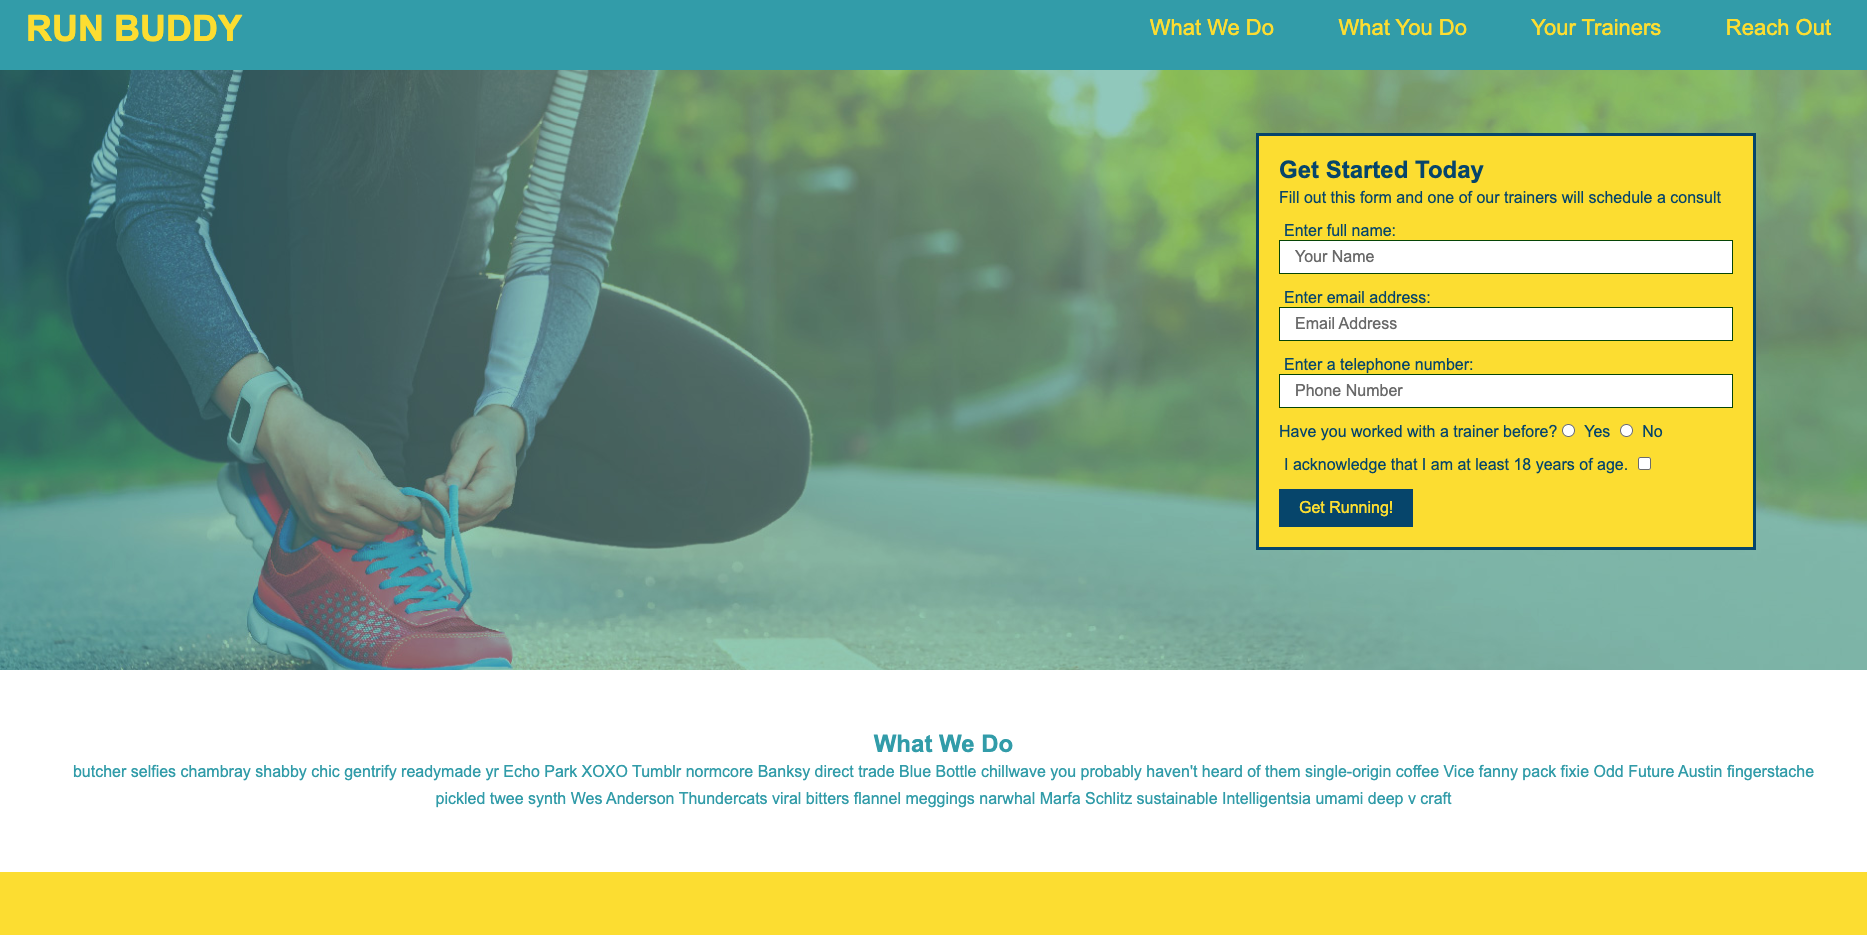 RUN BUDDY
What We Do
What You Do
Your Trainers
Reach Out
Get Started Today
Fill out this form and one of our trainers will schedule a consult
Enter full name:
Your Name
Enter email address:
Email Address
Enter a telephone number:
Phone Number
Have you worked with a trainer before? Yes No
I acknowledge that I am at least 18 years of age.
Get Running!
What We Do
butcher selfies chambray shabby chic gentrify readymade yr Echo Park XOXO Tumblr normcore Banksy direct trade Blue Bottle chillwave you probably haven't heard of them single-origin coffee Vice fanny pack fixie Odd Future Austin fingerstache
pickled twee synth Wes Anderson Thundercats viral bitters flannel meggings narwhal Marfa Schlitz sustainable Intelligentsia umami deep v craft